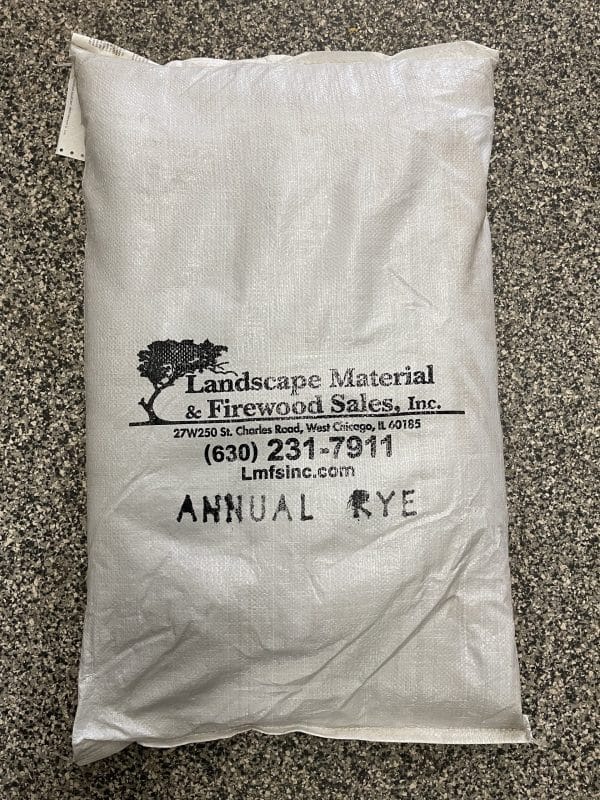 Landscape Material
& Firewood Sales, Inc.
27W250 St. Charles Road, West Chicago, IL 60185
(630) 231-7911
Lmfsinc.com
ANNUAL RYE